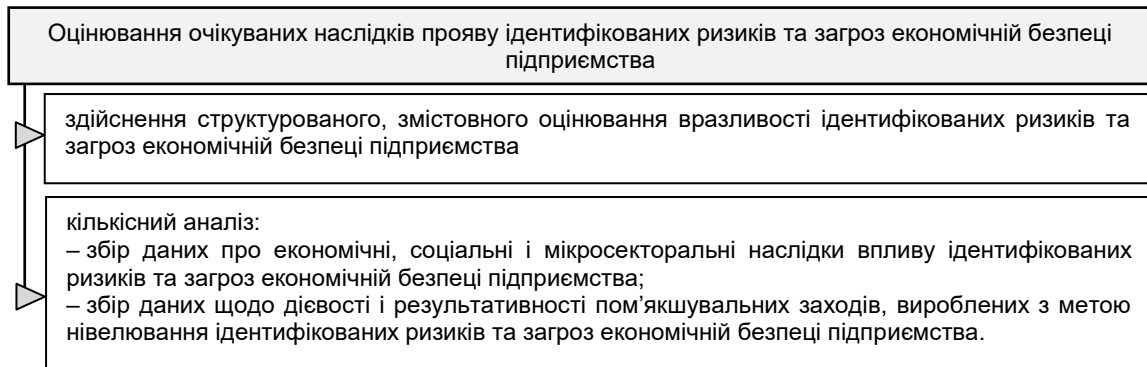 Оцінювання очікуваних наслідків прояву ідентифікованих ризиків та загроз економічній безпеці
підприємства
здійснення структурованого, змістовного оцінювання вразливості ідентифікованих ризиків та
загроз економічній безпеці підприємства
кількісний аналіз:
– збір даних про економічні, соціальні і мікросекторальні наслідки впливу ідентифікованих
ризиків та загроз економічній безпеці підприємства;
– збір даних щодо дієвості і результативності пом’якшувальних заходів, вироблених з метою
нівелювання ідентифікованих ризиків та загроз економічній безпеці підприємства.